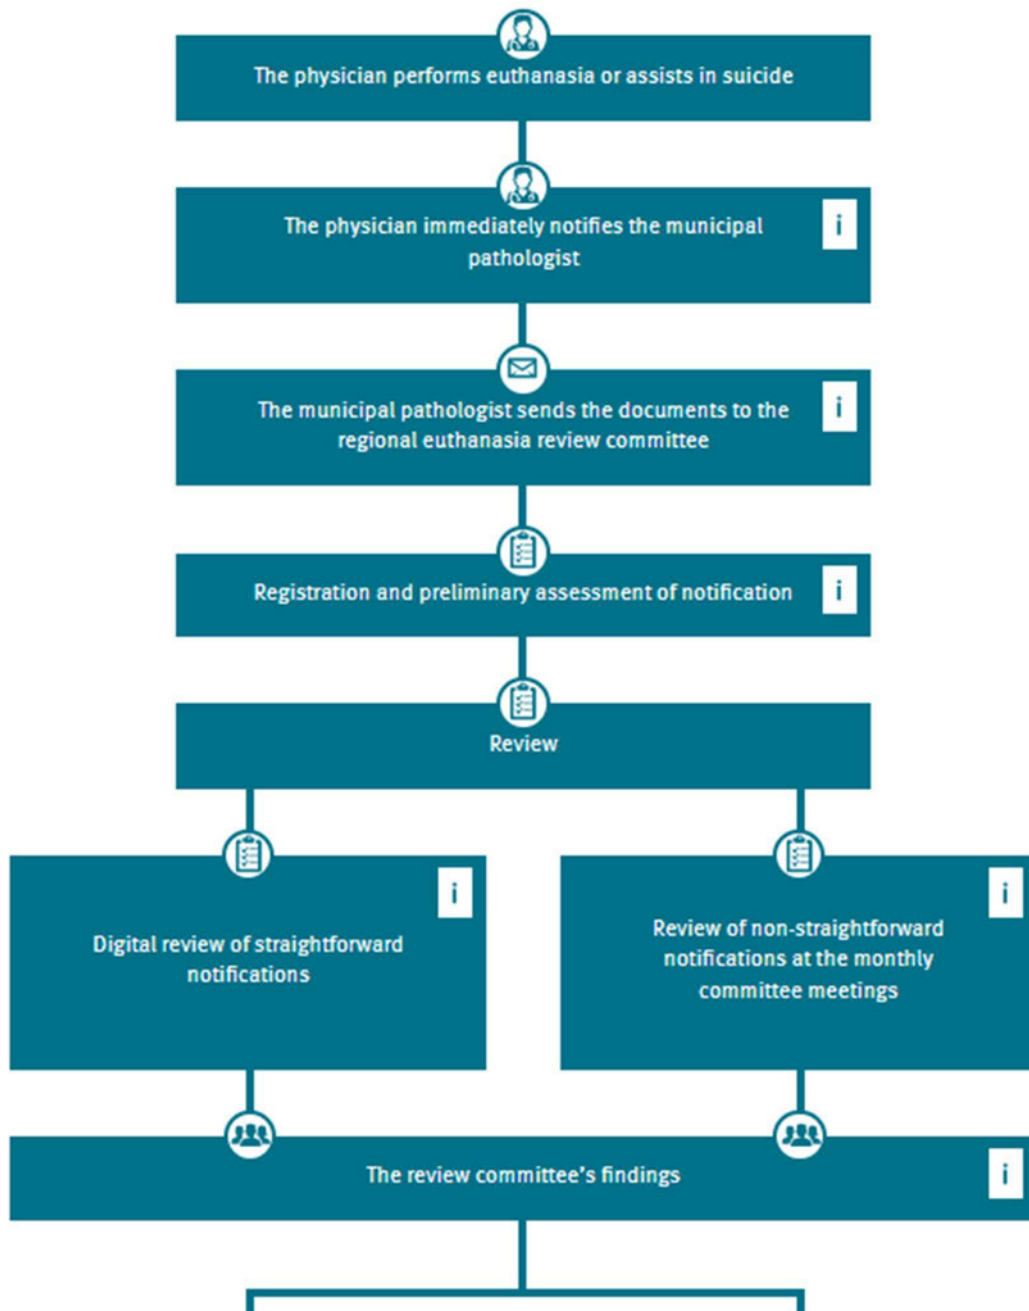 The physician performs euthanasia or assists in suicide
The physician immediately notifies the municipal
pathologist
i
The municipal pathologist sends the documents to the
regional euthanasia review committee
i
Registration and preliminary assessment of notification
i
Review
Digital review of straightforward
notifications
i
Review of non-straightforward
notifications at the monthly
committee meetings
i
The review committee's findings
i